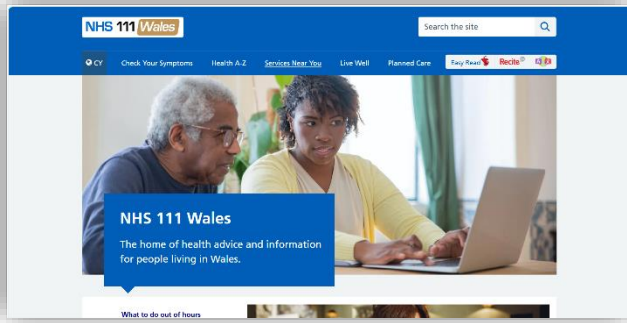 NHS 111 Wales
Search the site
CY Check Your Symptoms Health A-Z Services Near You Live Well Planned Care Easy Read Recite
NHS 111 Wales
The home of health advice and information
for people living in Wales.
What to do out of hours